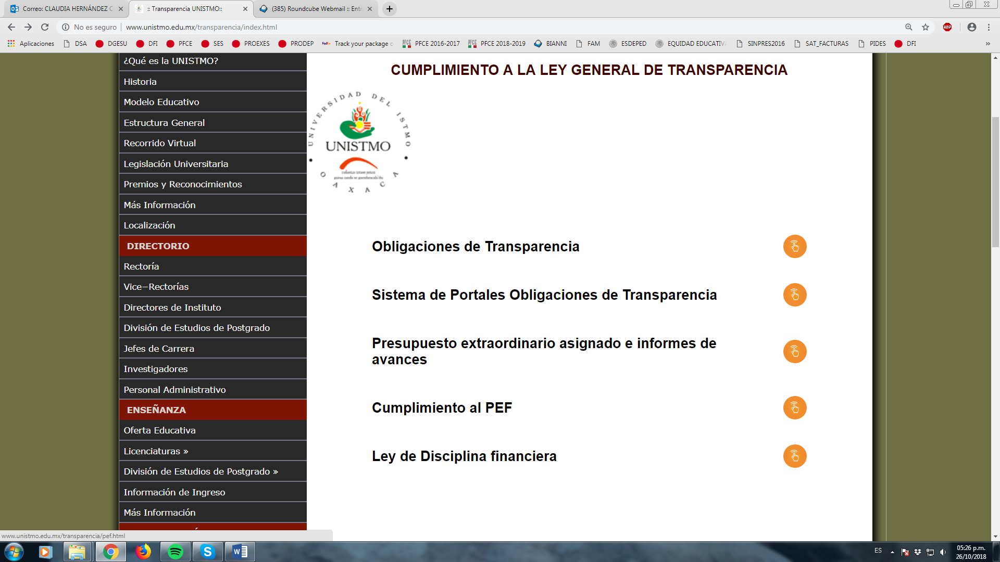 Correo: CLAUDIA HERNÁNDEZ C
:: Transparencia UNISTMO::
(385) Roundcube Webmail :: Entr
No es seguro
www.unistmo.edu.mx/transparencia/index.html
ABP
Aplicaciones
DSA
DGESU
DFI
PFCE
SES
PROEXES
PRODEP
FedEx
Track your package o
PFCE 2016-2017
PFCE 2018-2019
BIANNI
FAM
ESDEPED
EQUIDAD EDUCATIVA
SINPRES2016
SAT_FACTURAS
PIDES
DFI
»
¿Qué es la UNISTMO?
Historia
Modelo Educativo
Estructura General
Recorrido Virtual
Legislación Universitaria
Premios y Reconocimientos
Más Información
Localización
DIRECTORIO
Rectoría
Vice−Rectorías
Directores de Instituto
División de Estudios de Postgrado
Jefes de Carrera
Investigadores
Personal Administrativo
ENSEÑANZA
Oferta Educativa
Licenciaturas »
División de Estudios de Postgrado »
Información de Ingreso
Más Información
CUMPLIMIENTO A LA LEY GENERAL DE TRANSPARENCIA
UNIVERSIDAD DEL ISTMO
UNISTMO
OAXACA
Obligaciones de Transparencia
Sistema de Portales Obligaciones de Transparencia
Presupuesto extraordinario asignado e informes de
avances
Cumplimiento al PEF
Ley de Disciplina financiera
www.unistmo.edu.mx/transparencia/pef.html
ES
05:26 p.m.
26/10/2018